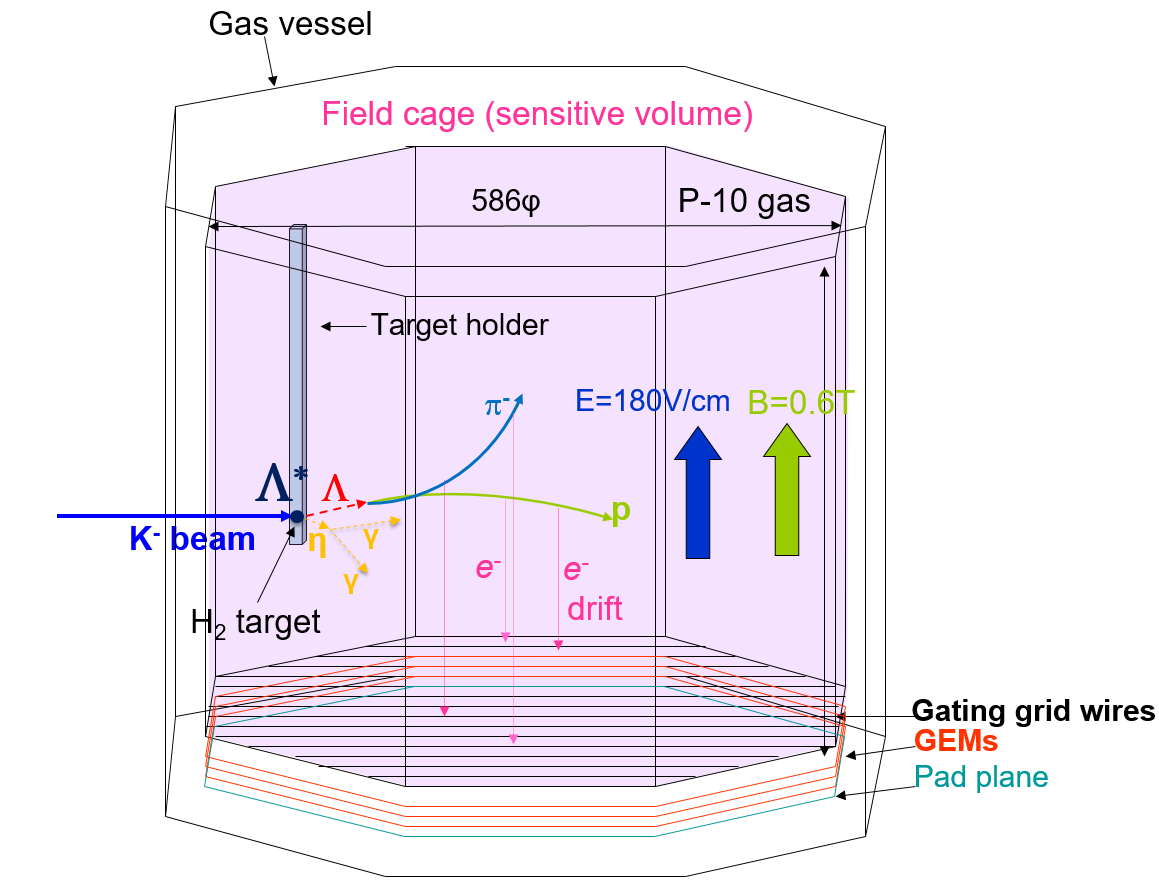 Gas vessel
Field cage (sensitive volume)
586φ
P-10 gas
Target holder
π-
E=180V/cm
B=0.6T
Λ*
Λ
p
K- beam
η
γ
γ
e-
e-
drift
H2 target
Gating grid wires
GEMs
Pad plane